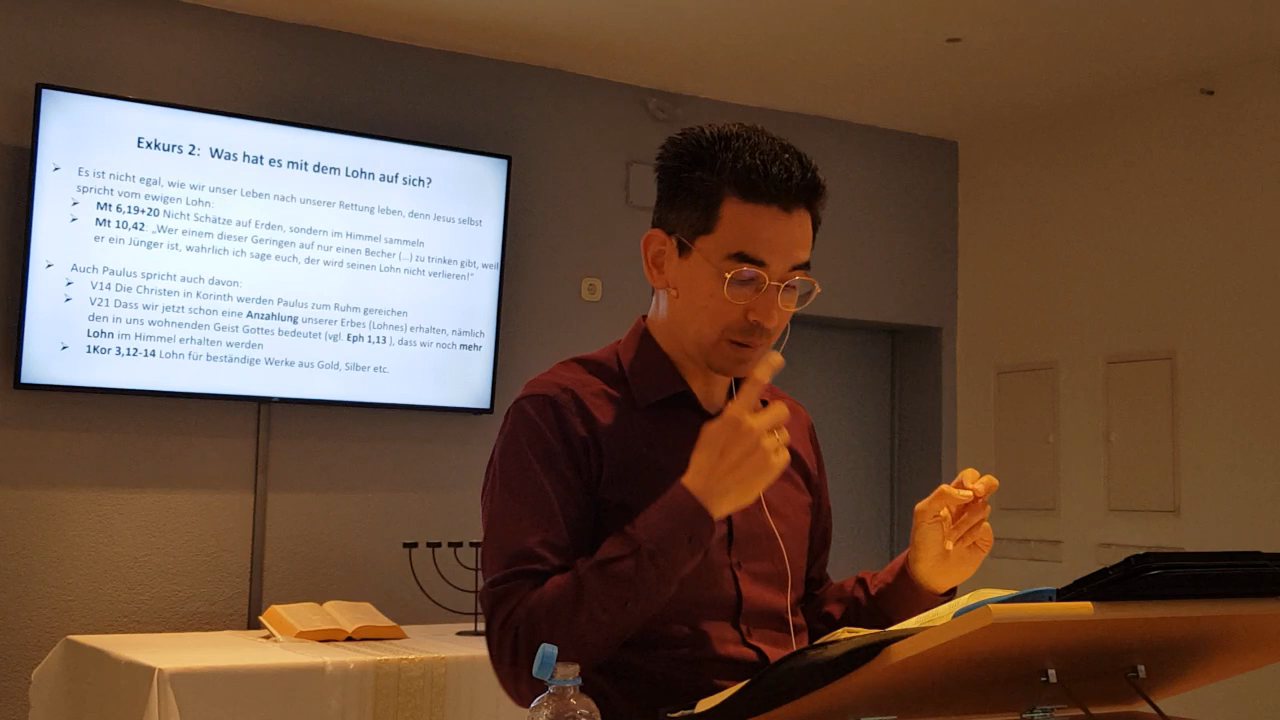 Exkurs 2: Was hat es mit dem Lohn auf sich?
Es ist nicht egal, wie wir unser Leben nach unserer Rettung leben, denn Jesus selbst
spricht vom ewigen Lohn:
Mt 6,19+20 Nicht Schätze auf Erden, sondern im Himmel sammeln
Mt 10,42: „Wer einem dieser Geringen auf nur einen Becher (...) zu trinken gibt, weil
er ein Jünger ist, wahrlich ich sage euch, der wird seinen Lohn nicht verlieren!“
Auch Paulus spricht auch davon:
V14 Die Christen in Korinth werden Paulus zum Ruhm gereichen
V21 Dass wir jetzt schon eine Anzahlung unserer Erbes (Lohnes) erhalten, nämlich
den in uns wohnenden Geist Gottes bedeutet (vgl. Eph 1,13 ), dass wir noch mehr
Lohn im Himmel erhalten werden
1Kor 3,12-14 Lohn für beständige Werke aus Gold, Silber etc.